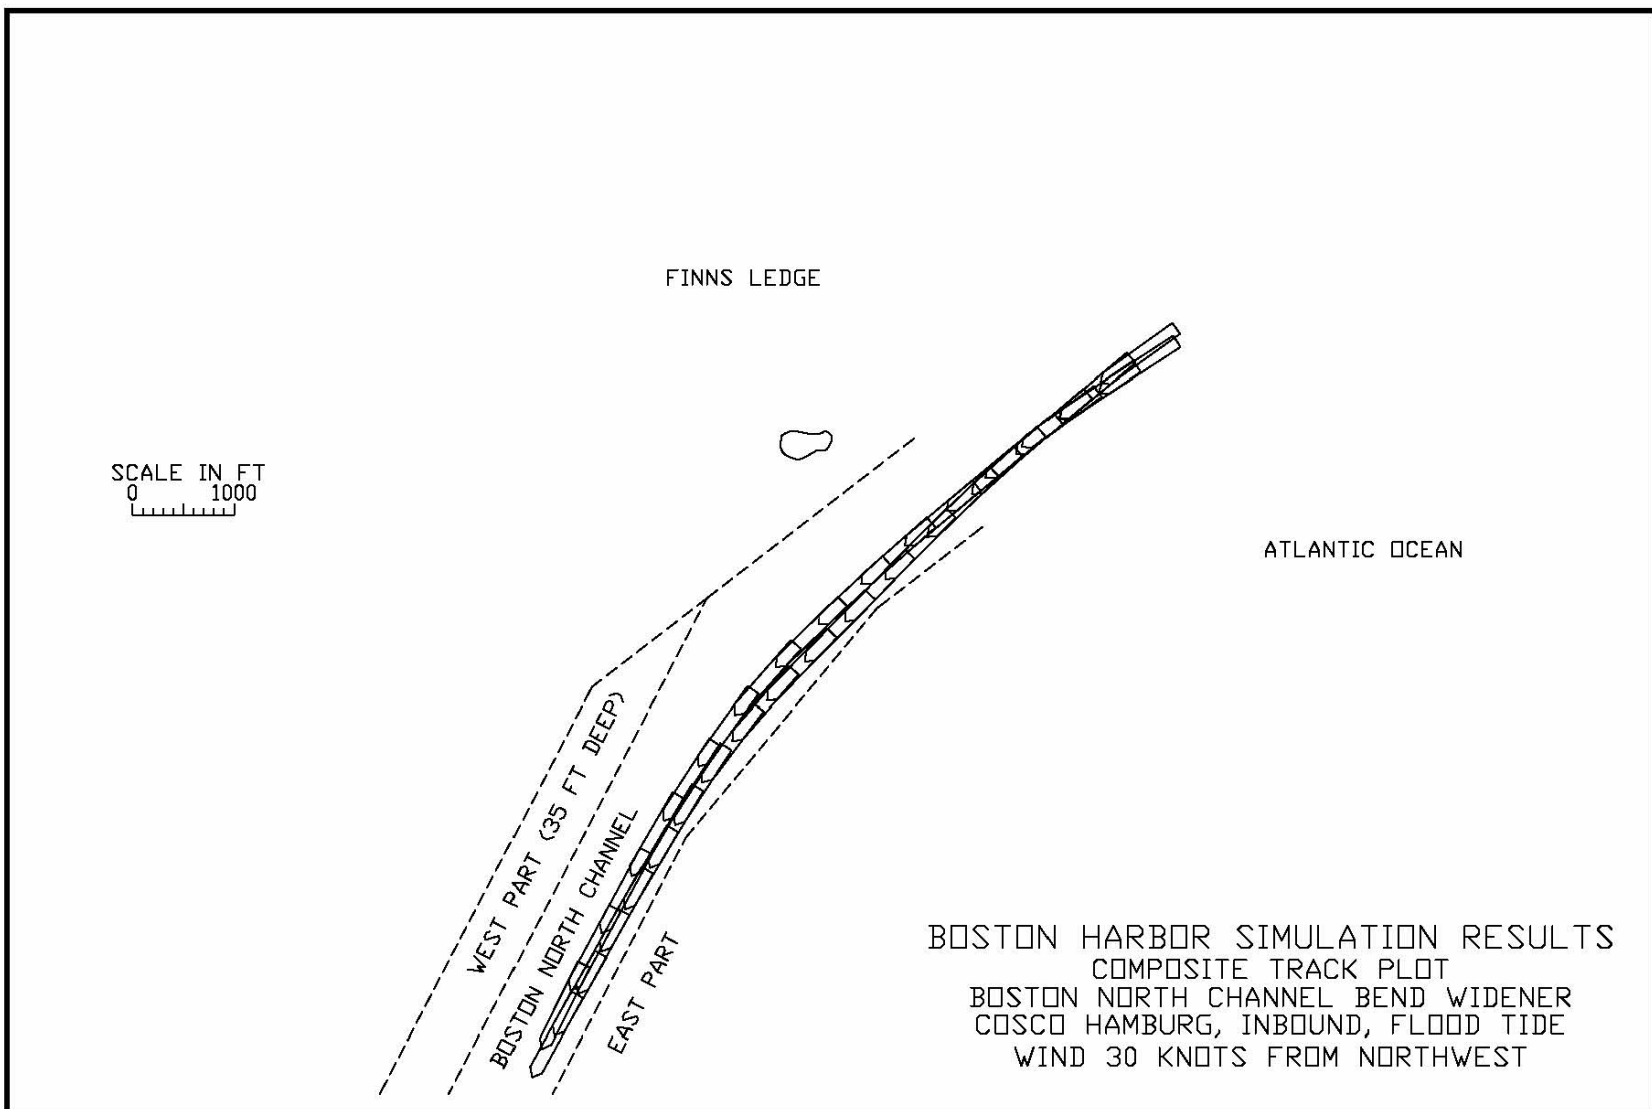 FINNS LEDGE
SCALE IN FT
0 1000
ATLANTIC OCEAN
WEST PART (35 FT DEEP)
BOSTON NORTH CHANNEL
EAST PART
BOSTON HARBOR SIMULATION RESULTS
COMPOSITE TRACK PLOT
BOSTON NORTH CHANNEL BEND WIDENER
COSCO HAMBURG, INBOUND, FLOOD TIDE
WIND 30 KNOTS FROM NORTHWEST